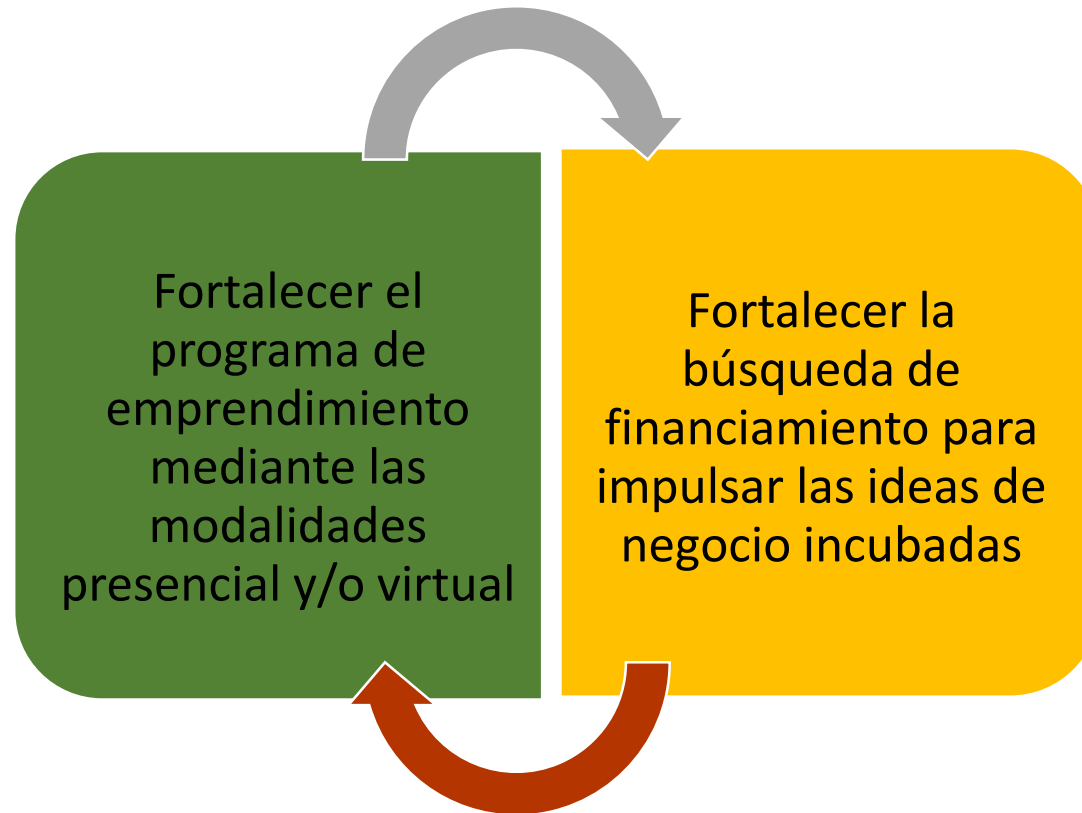 Fortalecer el
programa de
emprendimiento
mediante las
modalidades
presencial y/o virtual
Fortalecer la
búsqueda de
financiamiento para
impulsar las ideas de
negocio incubadas